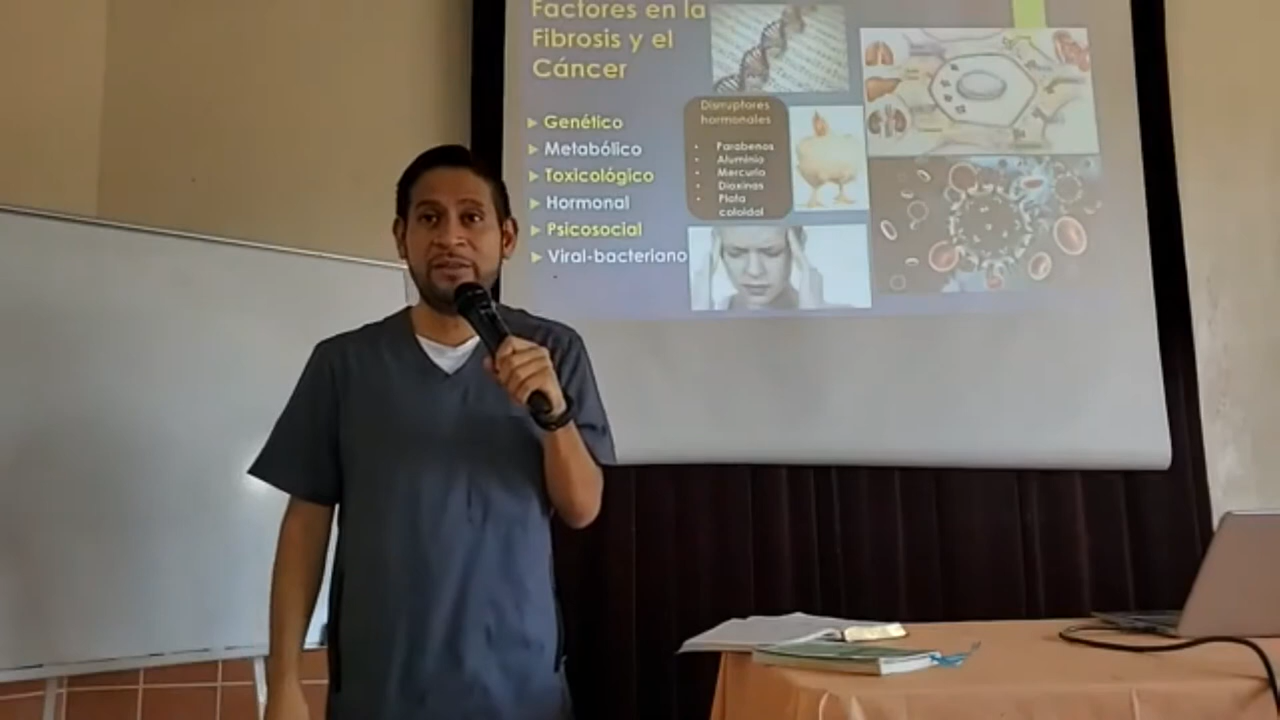 Factores en la
Fibrosis y el
Cáncer
Genético
Metabólico
Toxicológico
Hormonal
Psicosocial
Viral-bacteriano
Disruptores
hormonales
Parabenos
Aluminio
Mercurio
Dioxinas
Plata
coloidal